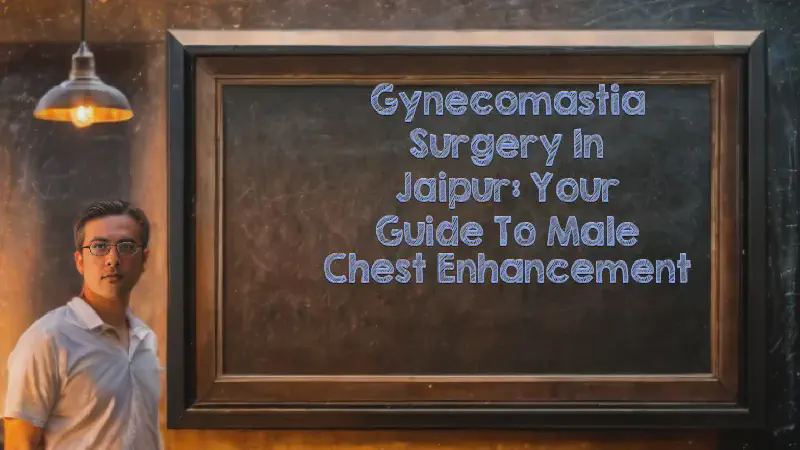 Gynecomastia
Surgery In
Jaipur: Your
Guide To Male
Chest Enhancement